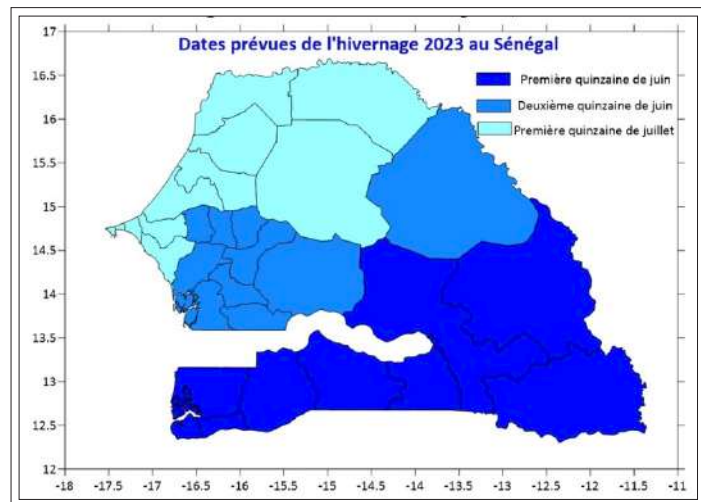 Dates prévues de l'hivernage 2023 au Sénégal
Première quinzaine de juin
Deuxième quinzaine de juin
Première quinzaine de juillet
17
16.5
16
15.5
15
14.5
14
13.5
13
12.5
12
-18 -17.5 -17 -16.5 -16 -15.5 -15 -14.5 -14 -13.5 -13 -12.5 -12 -11.5 -11